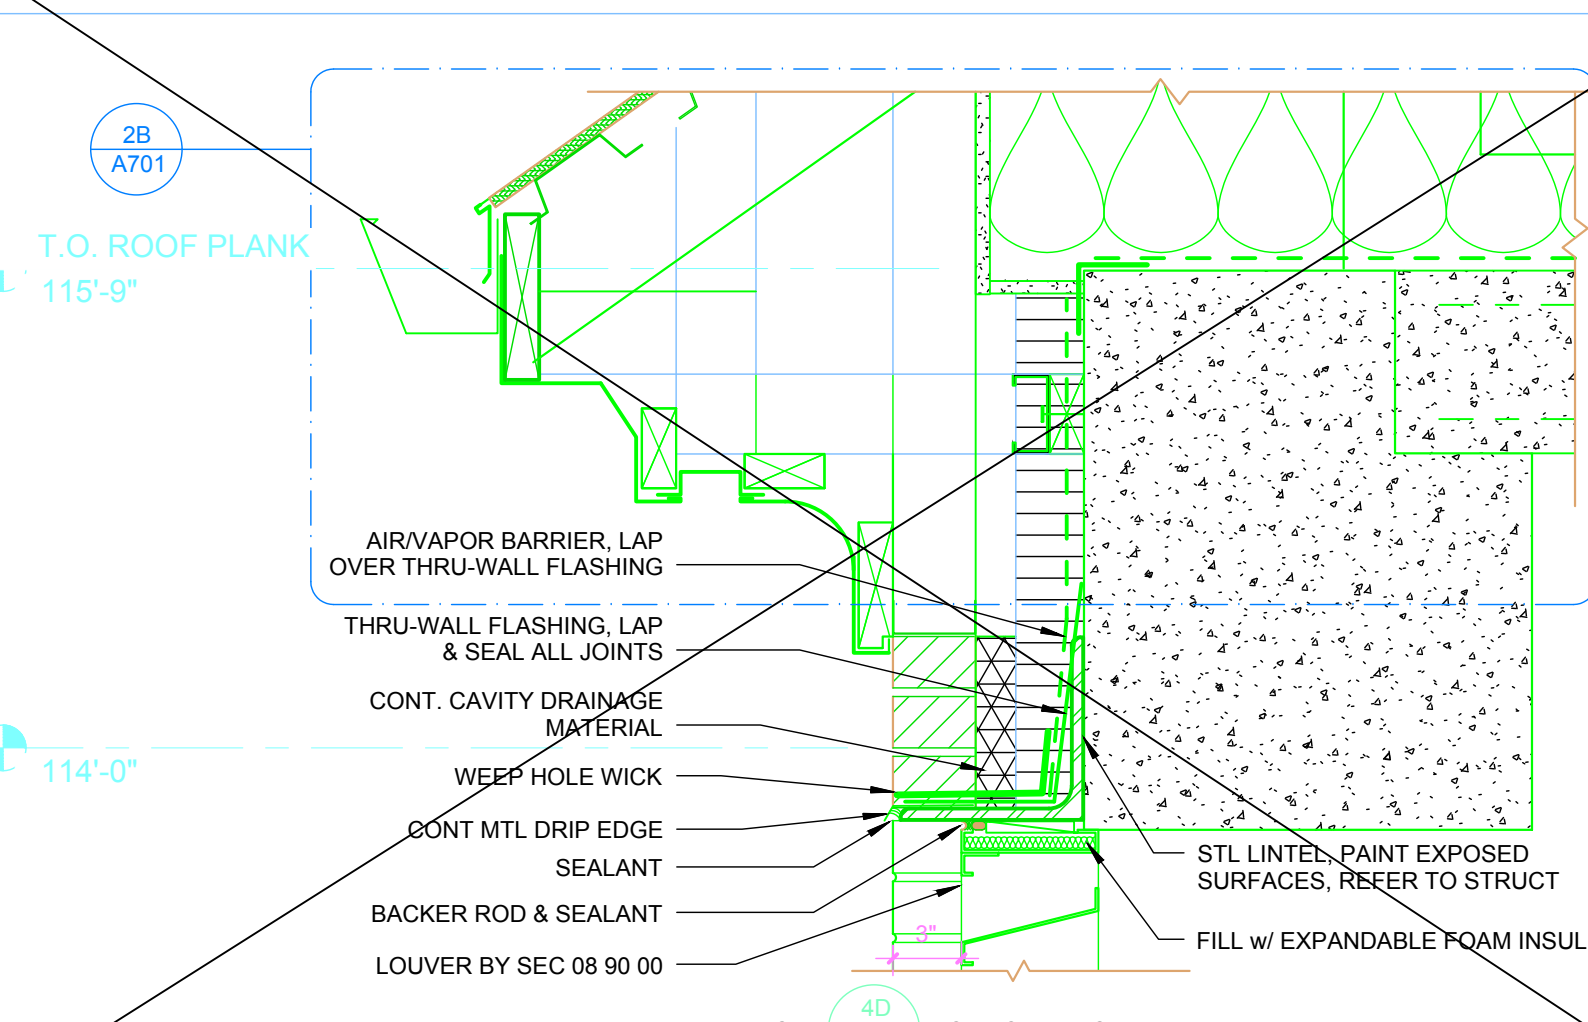 2B
A701
T.O. ROOF PLANK
115'-9"
AIR/VAPOR BARRIER, LAP
OVER THRU-WALL FLASHING
THRU-WALL FLASHING, LAP
& SEAL ALL JOINTS
CONT. CAVITY DRAINAGE
MATERIAL
114'-0"
WEEP HOLE WICK
CONT MTL DRIP EDGE
SEALANT
BACKER ROD & SEALANT
LOUVER BY SEC 08 90 00
3"
STL LINTEL, PAINT EXPOSED
SURFACES, REFER TO STRUCT
FILL w/ EXPANDABLE FOAM INSUL
4D